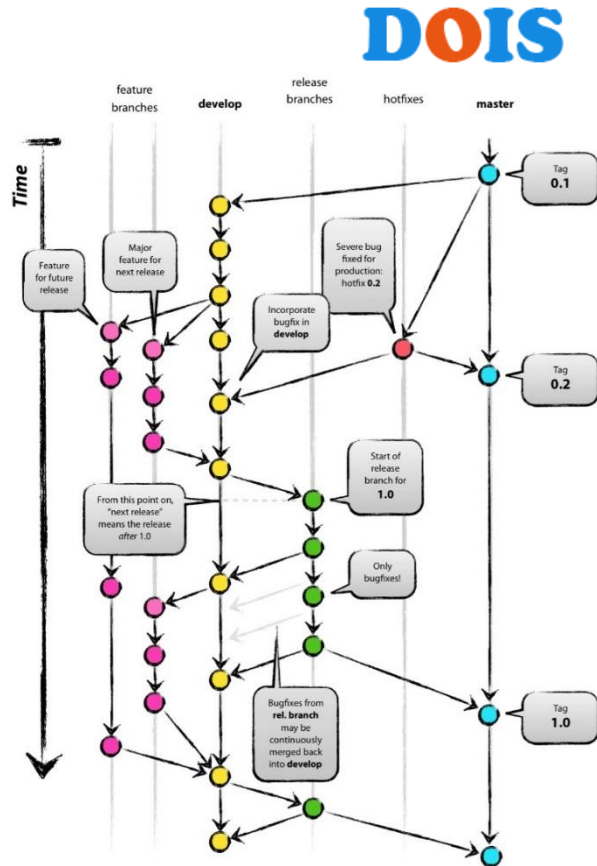 DOIS
feature
branches
develop
release
branches
hotfixes
master
Time
Tag
0.1
Major
feature for
next release
Feature
for future
release
Severe bug
fixed for
production:
hotfix 0.2
Incorporate
bugfix in
develop
Tag
0.2
Start of
release
branch for
1.0
From this point on,
“next release”
means the release
after 1.0
Only
bugfixes!
Bugfixes from
rel. branch
may be
continuously
merged back
into develop
Tag
1.0